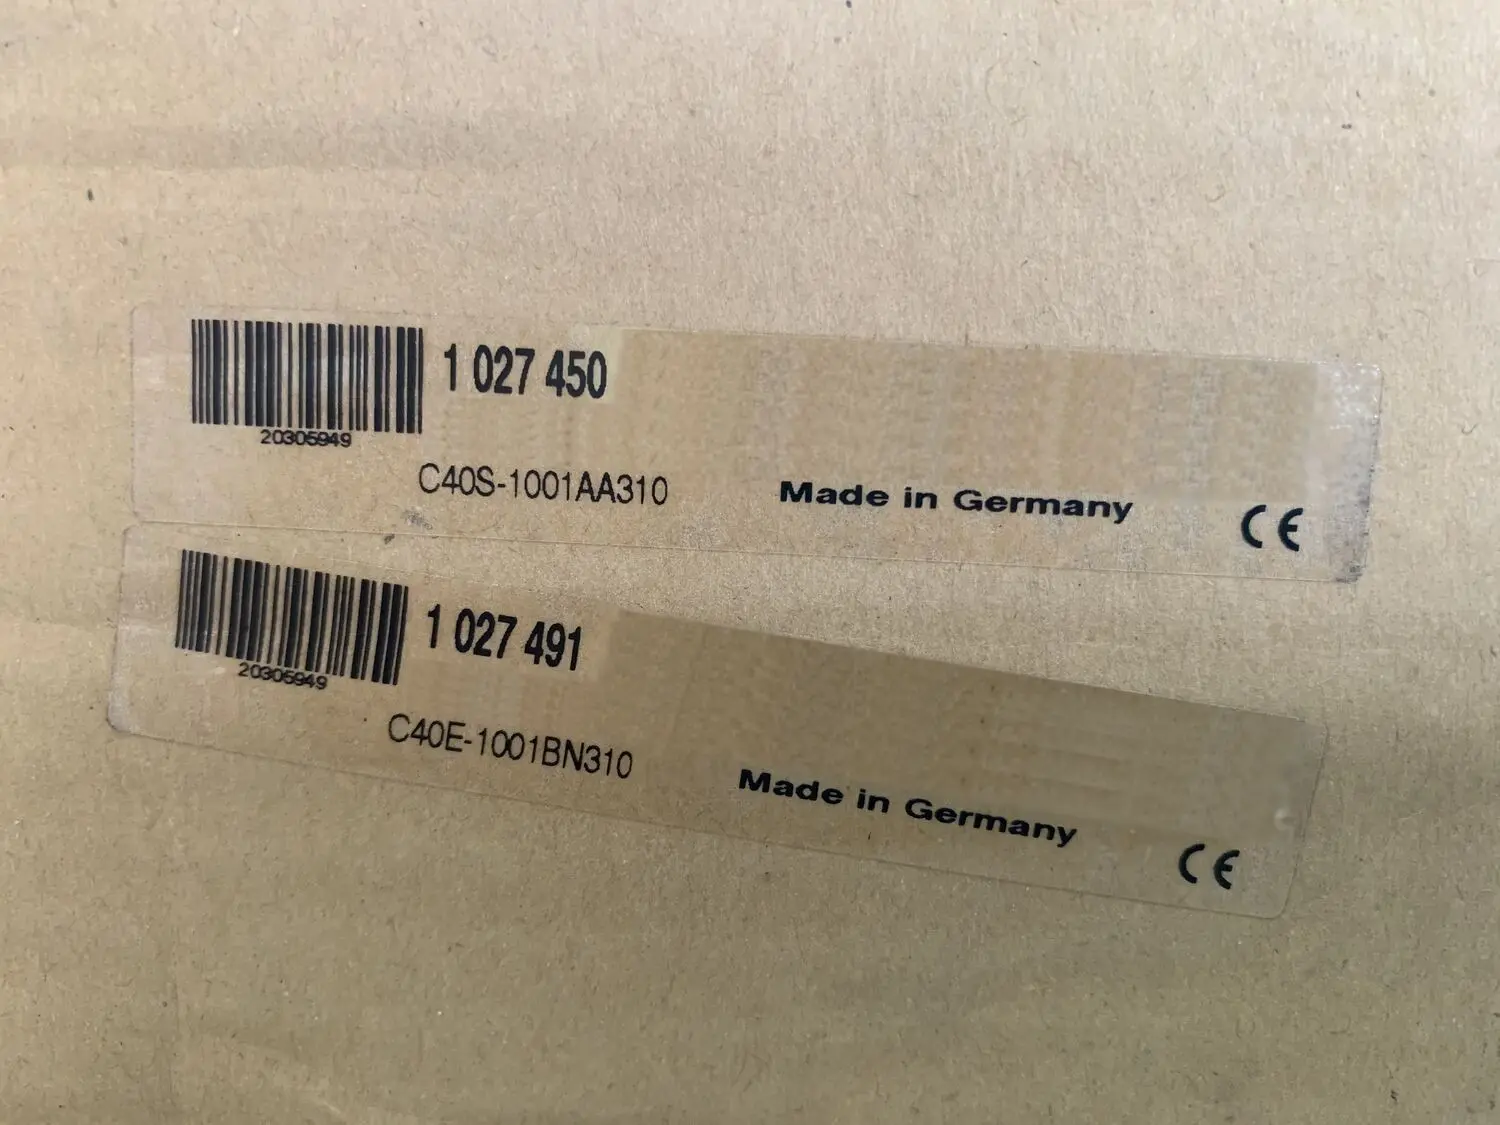 1 027 450
20305949
C40S-1001AA310
Made in Germany
CE
1 027 491
20305949
C40E-1001BN310
Made in Germany
CE